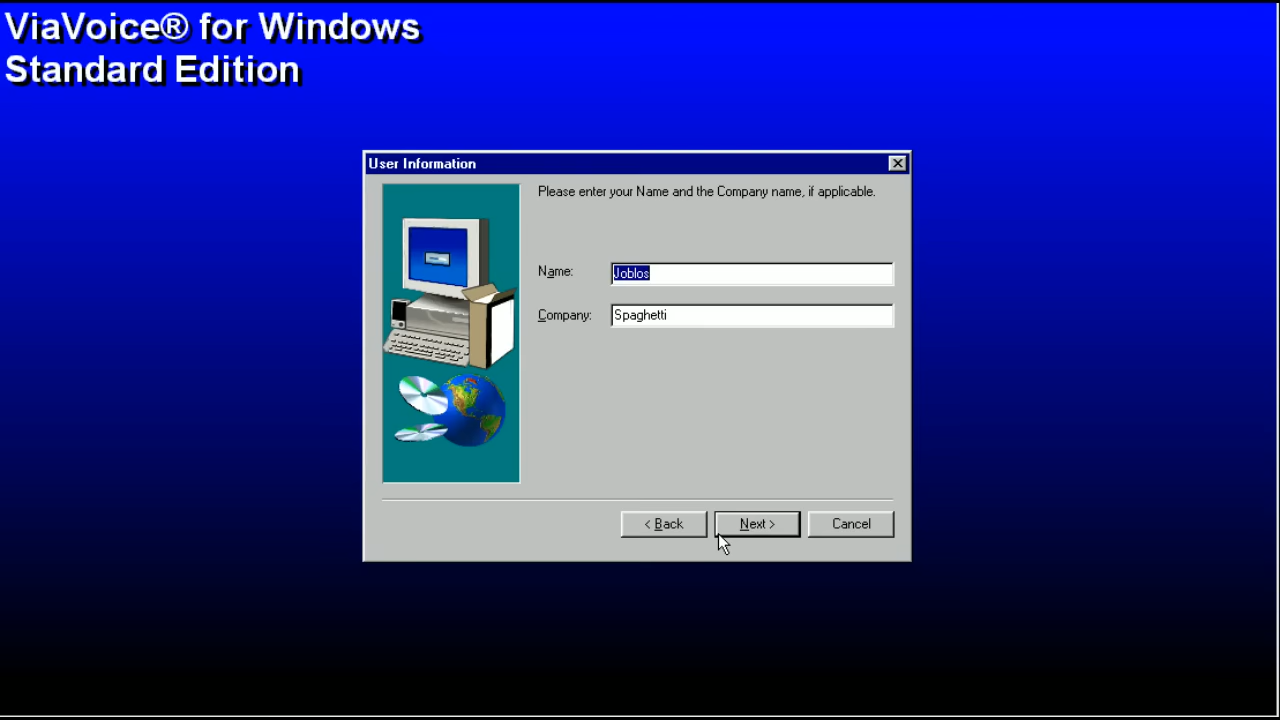 ViaVoice® for Windows
Standard Edition
User Information
Please enter your Name and the Company name, if applicable.
Name: Joblos
Company: Spaghetti
< Back Next > Cancel